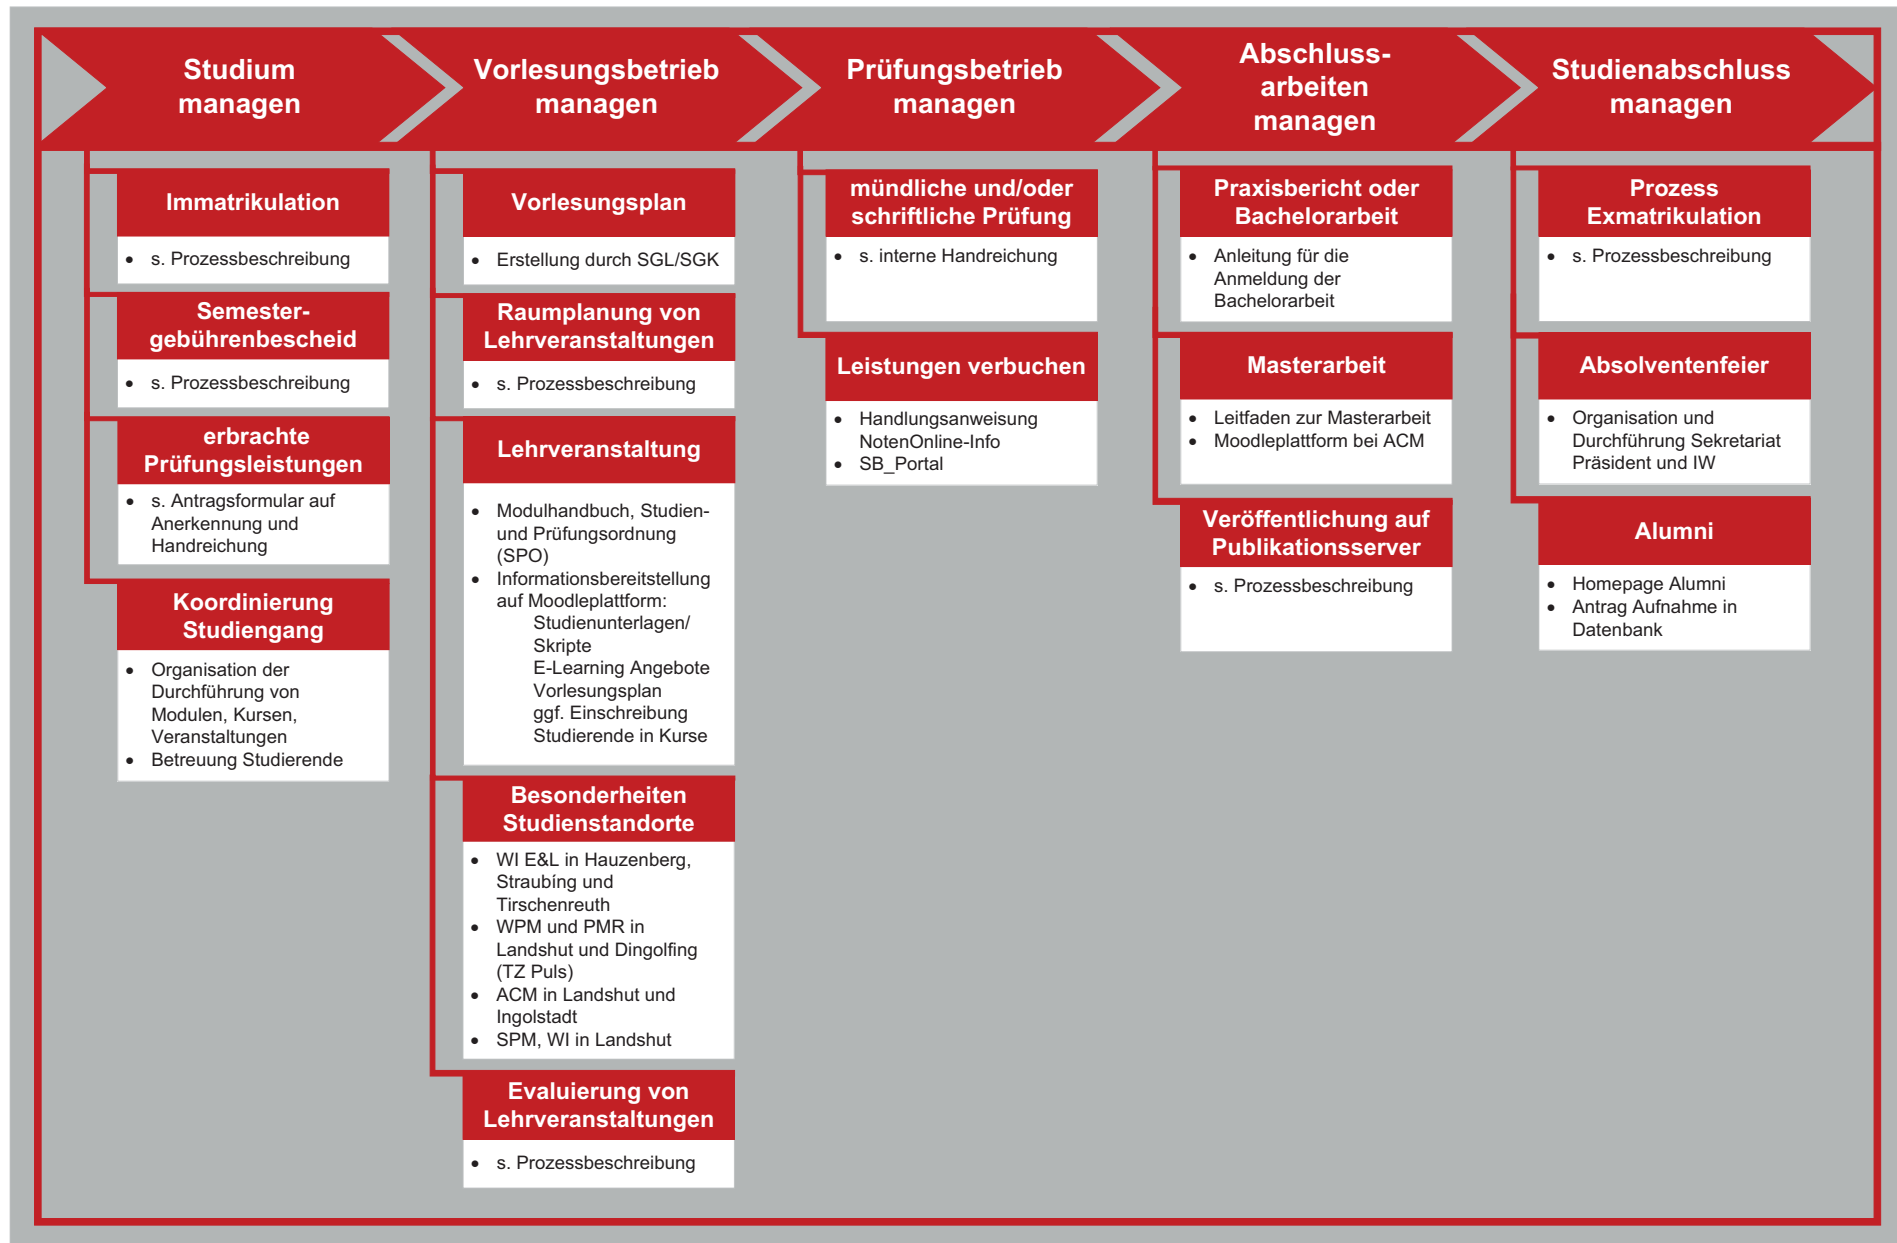 Studium
managen
Vorlesungsbetrieb
managen
Prüfungsbetrieb
managen
Abschluss-
arbeiten
managen
Studienabschluss
managen
Immatrikulation
• s. Prozessbeschreibung
Semester-
gebührenbescheid
• s. Prozessbeschreibung
erbrachte
Prüfungsleistungen
• s. Antragsformular auf
Anerkennung und
Handreichung
Koordinierung
Studiengang
• Organisation der
Durchführung von
Modulen, Kursen,
Veranstaltungen
• Betreuung Studierende
Vorlesungsplan
• Erstellung durch SGL/SGK
Raumplanung von
Lehrveranstaltungen
• s. Prozessbeschreibung
Lehrveranstaltung
• Modulhandbuch, Studien-
und Prüfungsordnung
(SPO)
• Informationsbereitstellung
auf Moodleplattform:
Studienunterlagen/
Skripte
E-Learning Angebote
Vorlesungsplan
ggf. Einschreibung
Studierende in Kurse
Besonderheiten
Studienstandorte
• WI E&L in Hauzenberg,
Straubíng und
Tirschenreuth
• WPM und PMR in
Landshut und Dingolfing
(TZ Puls)
• ACM in Landshut und
Ingolstadt
• SPM, WI in Landshut
Evaluierung von
Lehrveranstaltungen
• s. Prozessbeschreibung
mündliche und/oder
schriftliche Prüfung
• s. interne Handreichung
Leistungen verbuchen
• Handlungsanweisung
NotenOnline-Info
• SB_Portal
Praxisbericht oder
Bachelorarbeit
• Anleitung für die
Anmeldung der
Bachelorarbeit
Masterarbeit
• Leitfaden zur Masterarbeit
• Moodleplattform bei ACM
Veröffentlichung auf
Publikationsserver
• s. Prozessbeschreibung
Prozess
Exmatrikulation
• s. Prozessbeschreibung
Absolventenfeier
• Organisation und
Durchführung Sekretariat
Präsident und IW
Alumni
• Homepage Alumni
• Antrag Aufnahme in
Datenbank